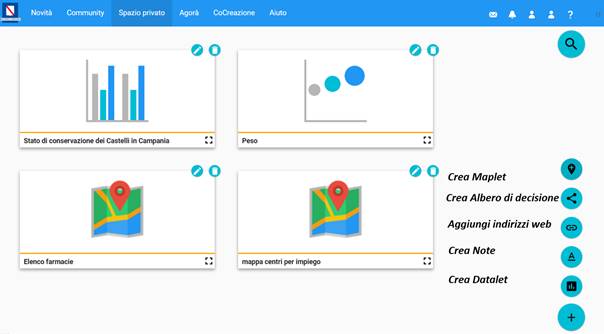 Novità Community Spazio privato Agorà CoCreazione Aiuto ?
Stato di conservazione dei Castelli in Campania
Peso
Elenco farmacie
mappa centri per impiego
Crea Maplet
Crea Albero di decisione
Aggiungi indirizzi web
Crea Note
Crea Datalet